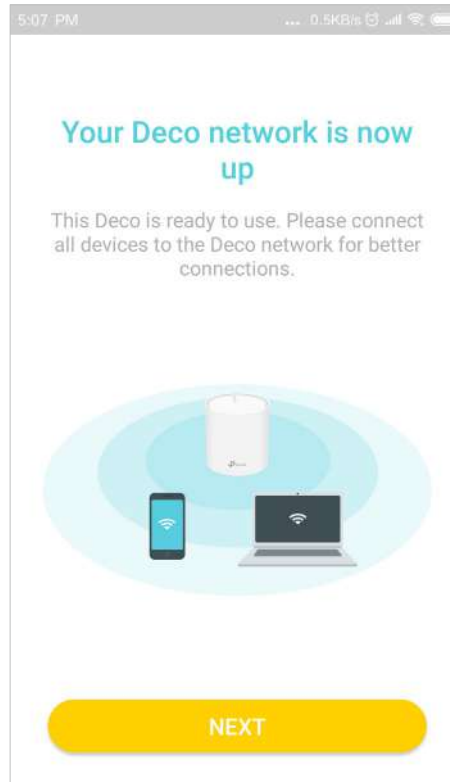 5:07 PM ... 0.5KB/s
Your Deco network is now
up
This Deco is ready to use. Please connect
all devices to the Deco network for better
connections.
NEXT